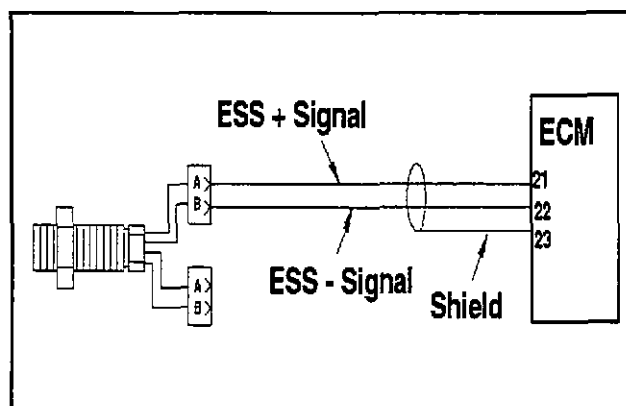 ESS + Signal
ECM
A
B
21
22
23
ESS - Signal
Shield
A
B